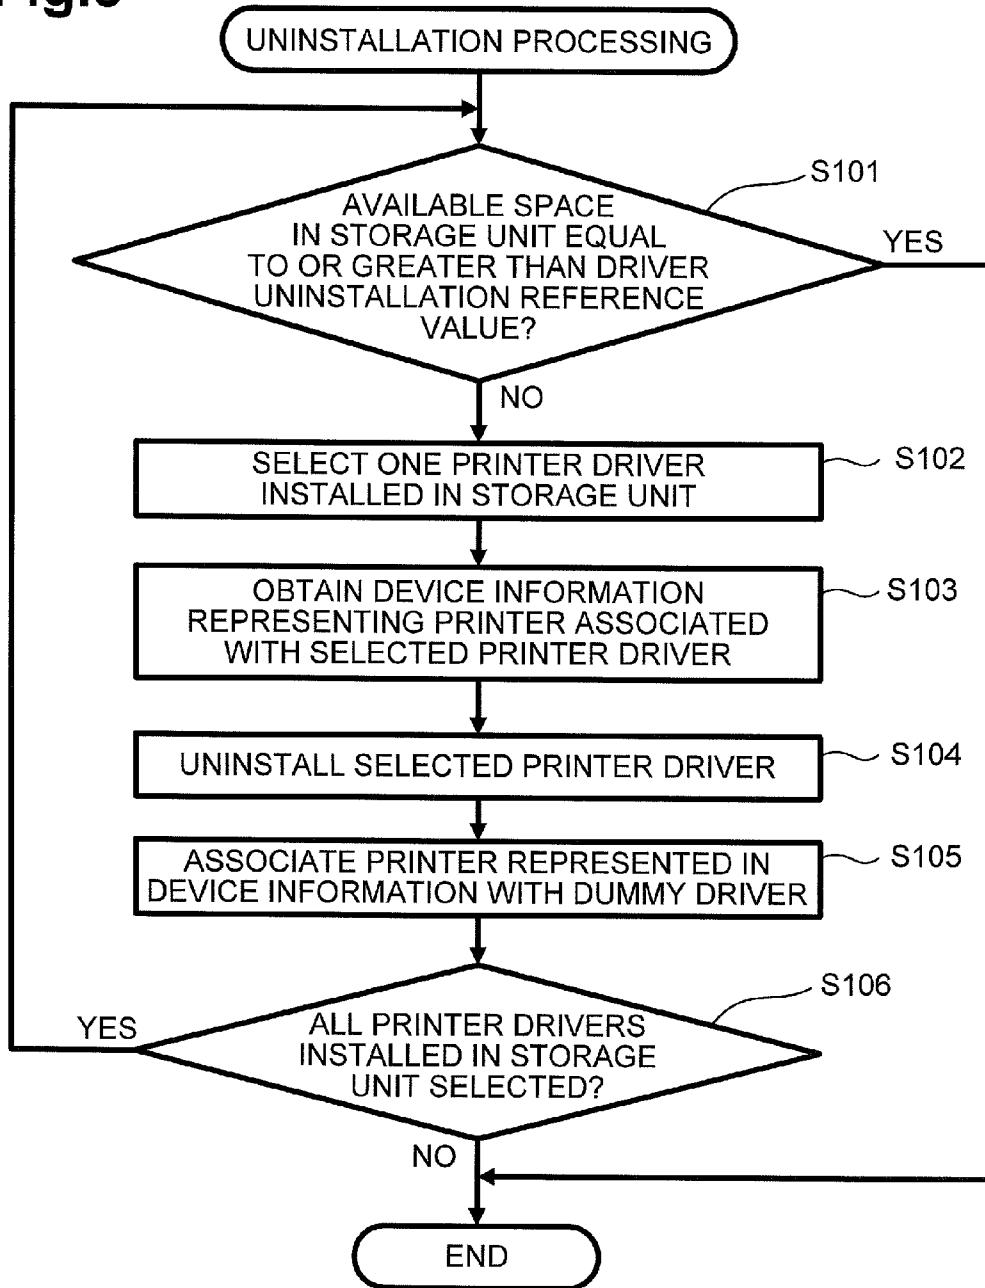 UNINSTALLATION PROCESSING
S101
AVAILABLE SPACE
IN STORAGE UNIT EQUAL
TO OR GREATER THAN DRIVER
UNINSTALLATION REFERENCE
VALUE?
YES
NO
SELECT ONE PRINTER DRIVER
INSTALLED IN STORAGE UNIT
S102
OBTAIN DEVICE INFORMATION
REPRESENTING PRINTER ASSOCIATED
WITH SELECTED PRINTER DRIVER
S103
UNINSTALL SELECTED PRINTER DRIVER
S104
ASSOCIATE PRINTER REPRESENTED IN
DEVICE INFORMATION WITH DUMMY DRIVER
S105
S106
YES
ALL PRINTER DRIVERS
INSTALLED IN STORAGE
UNIT SELECTED?
NO
END